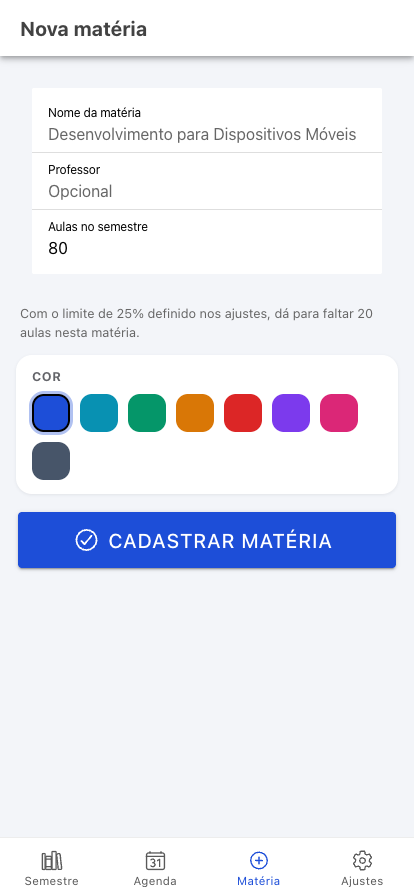 Nova matéria
Nome da matéria
Desenvolvimento para Dispositivos Móveis
Professor
Opcional
Aulas no semestre
80
Com o limite de 25% definido nos ajustes, dá para faltar 20
aulas nesta matéria.
COR
CADASTRAR MATÉRIA
31
Semestre
Agenda
Matéria
Ajustes